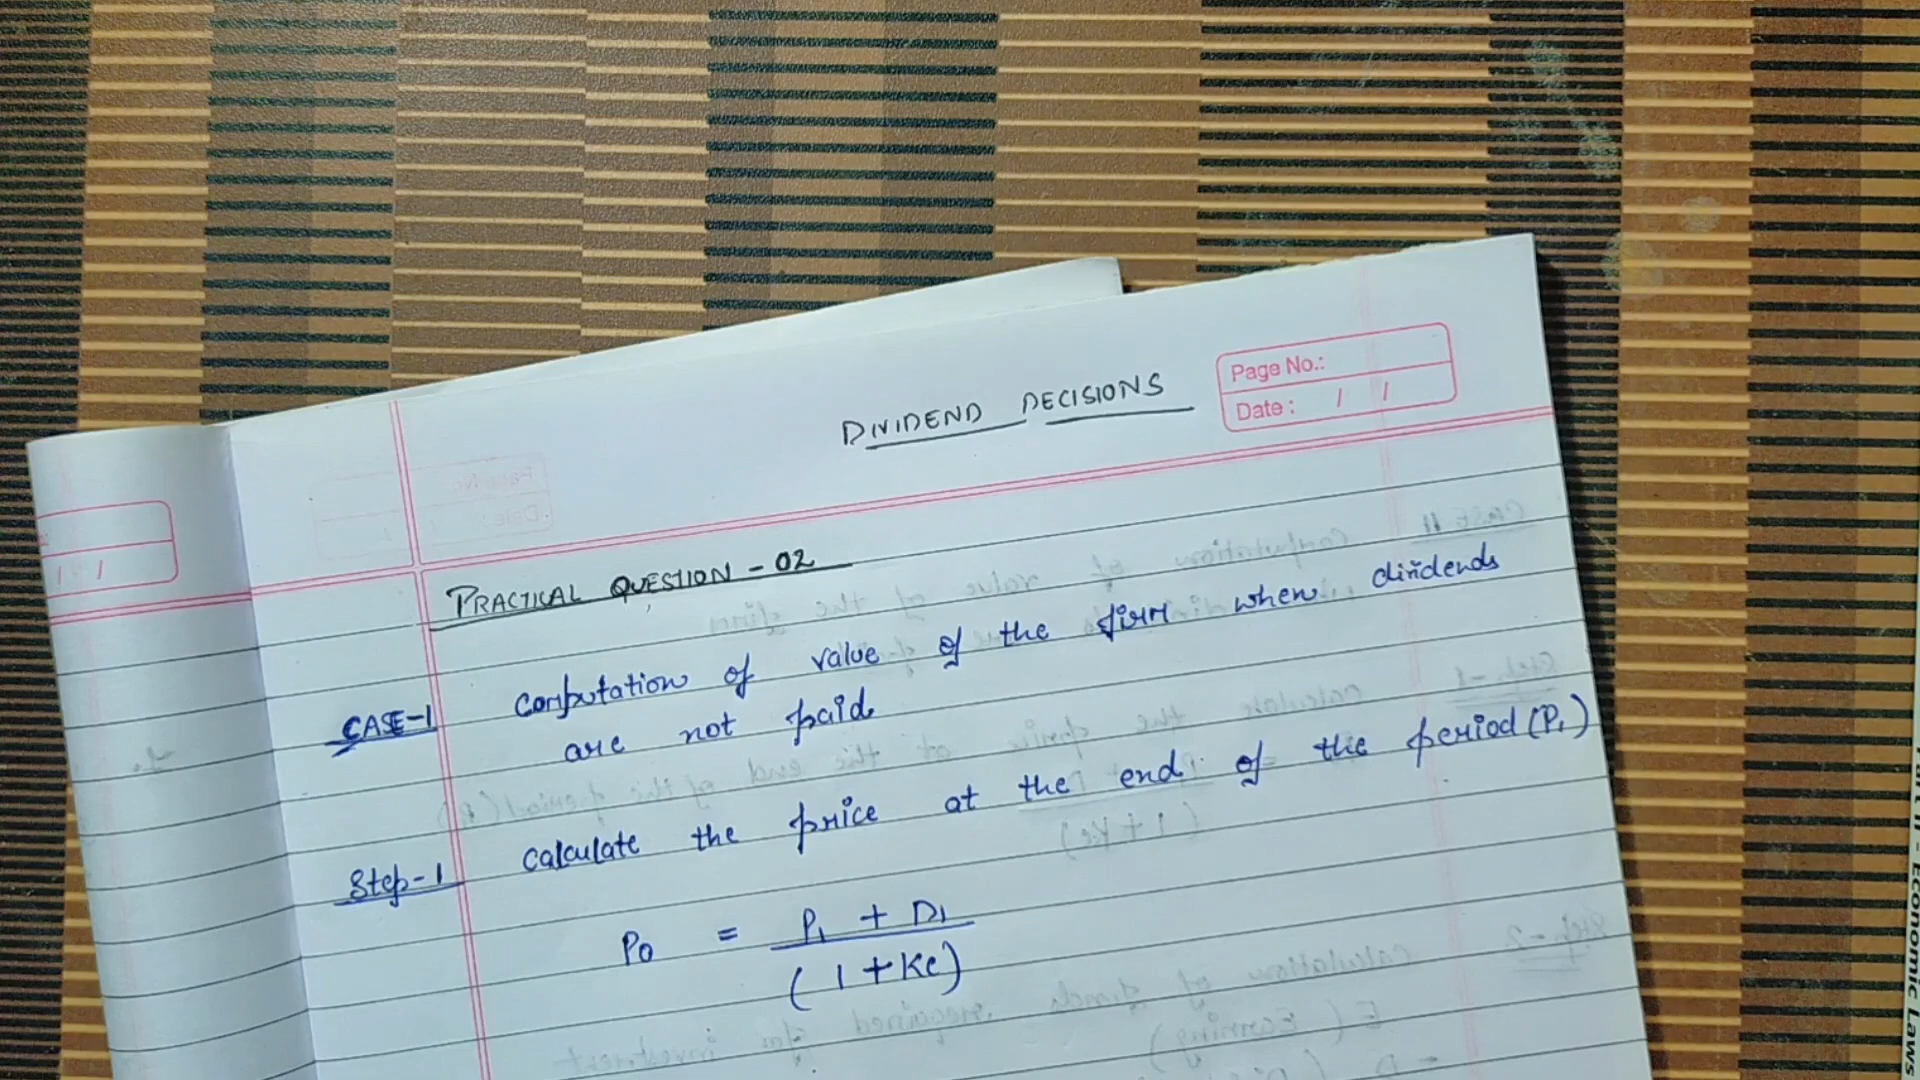 DIVIDEND DECISIONS
Page No.:
Date: / /
PRACTICAL QUESTION - 02
CASE-1 Computation of value of the firm when dividends
are not paid
Step-1 Calculate the price at the end of the period (P1)
P0 = P1 + D1
(1 + Ke)
Economic Laws